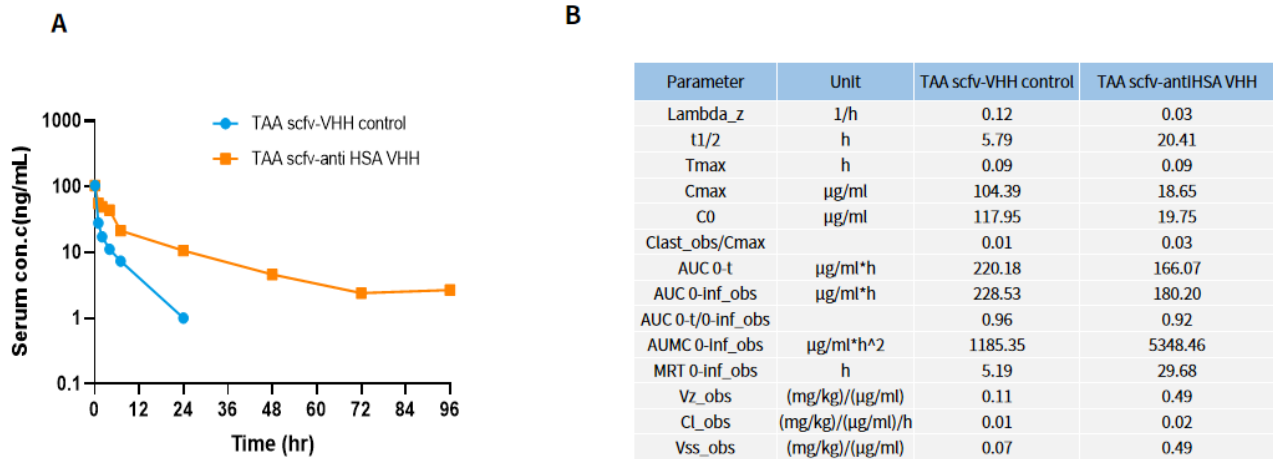 A
B
TAA scfv-VHH control
TAA scfv-anti HSA VHH
Serum con.c(ng/mL)
1000
100
10
1
0.1
0 12 24 36 48 60 72 84 96
Time (hr)
Parameter Unit TAA scfv-VHH control TAA scfv-antiHSA VHH
Lambda_z 1/h 0.12 0.03
t1/2 h 5.79 20.41
Tmax h 0.09 0.09
Cmax µg/ml 104.39 18.65
C0 µg/ml 117.95 19.75
Clast_obs/Cmax 0.01 0.03
AUC 0-t µg/ml*h 220.18 166.07
AUC 0-inf_obs µg/ml*h 228.53 180.20
AUC 0-t/0-inf_obs 0.96 0.92
AUMC 0-inf_obs µg/ml*h^2 1185.35 5348.46
MRT 0-inf_obs h 5.19 29.68
Vz_obs (mg/kg)/(µg/ml) 0.11 0.49
Cl_obs (mg/kg)/(µg/ml)/h 0.01 0.02
Vss_obs (mg/kg)/(µg/ml) 0.07 0.49